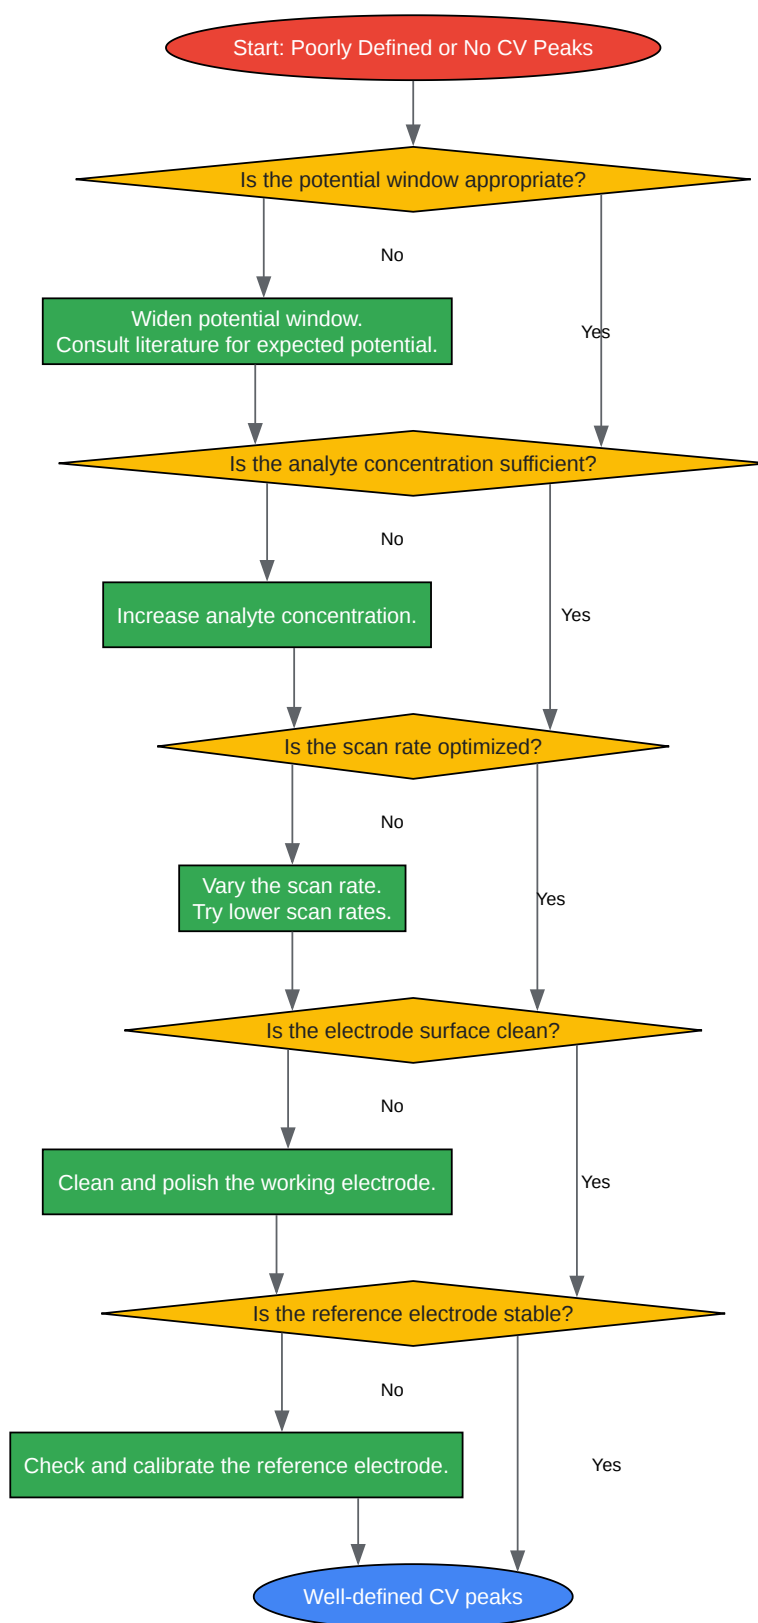 Start: Poorly Defined or No CV Peaks
Is the potential window appropriate?
No
Widen potential window.
Consult literature for expected potential.
Yes
Is the analyte concentration sufficient?
No
Increase analyte concentration.
Yes
Is the scan rate optimized?
No
Vary the scan rate.
Try lower scan rates.
Yes
Is the electrode surface clean?
No
Clean and polish the working electrode.
Yes
Is the reference electrode stable?
No
Check and calibrate the reference electrode.
Yes
Well-defined CV peaks